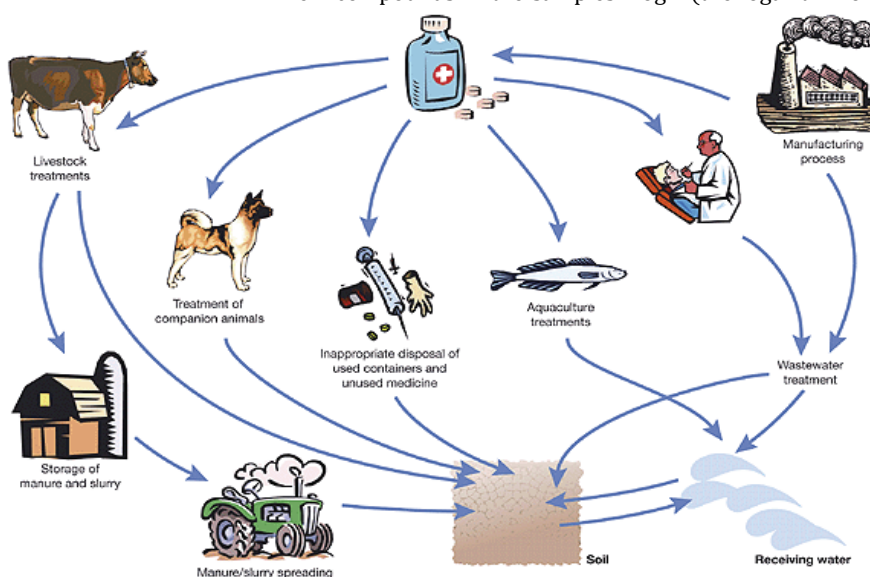 Manufacturing
process
Livestock
treatments
Treatment of
companion animals
Aquaculture
treatments
Inappropriate disposal of
used containers and
unused medicine
Wastewater
treatment
Storage of
manure and slurry
Manure/slurry spreading
Soil
Receiving water